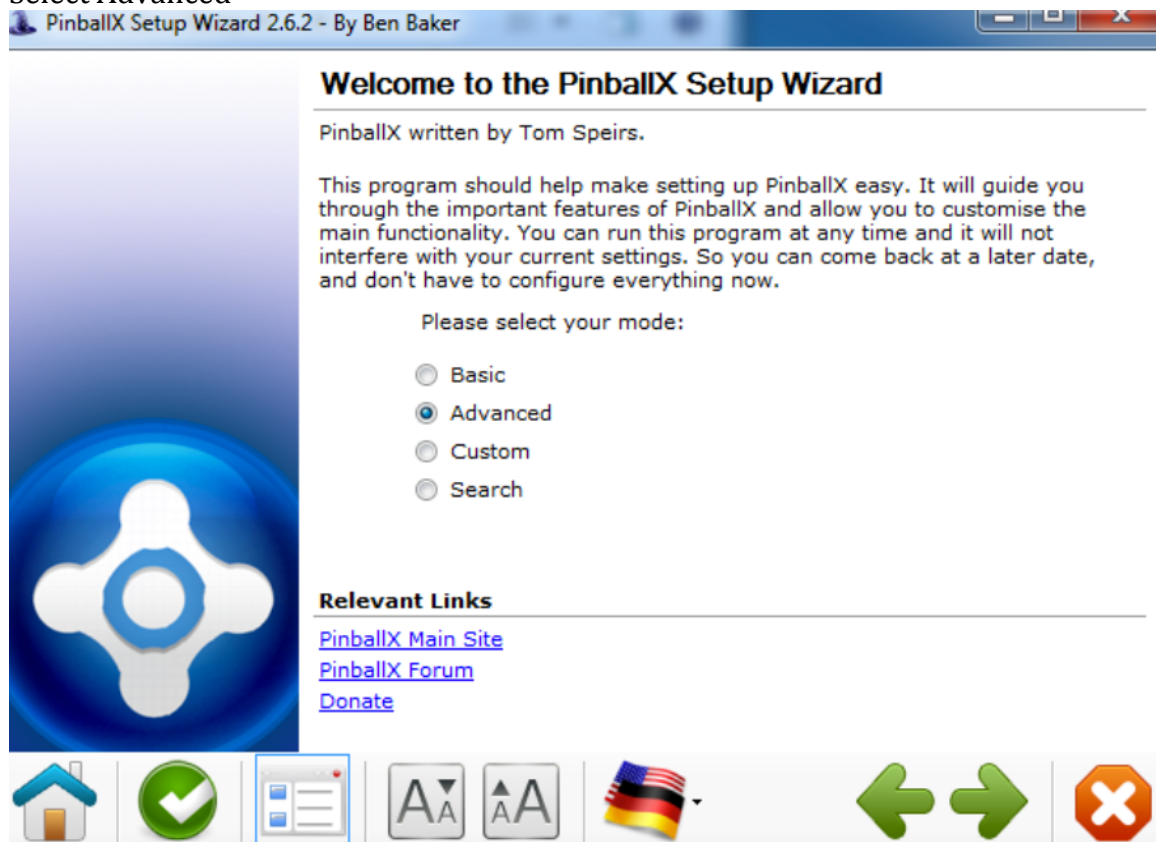 Select Advanced
PinballX Setup Wizard 2.6.2 - By Ben Baker
Welcome to the PinballX Setup Wizard
PinballX written by Tom Speirs.
This program should help make setting up PinballX easy. It will guide you
through the important features of PinballX and allow you to customise the
main functionality. You can run this program at any time and it will not
interfere with your current settings. So you can come back at a later date,
and don't have to configure everything now.
Please select your mode:
Basic
Advanced
Custom
Search
Relevant Links
PinballX Main Site
PinballX Forum
Donate
AA AA